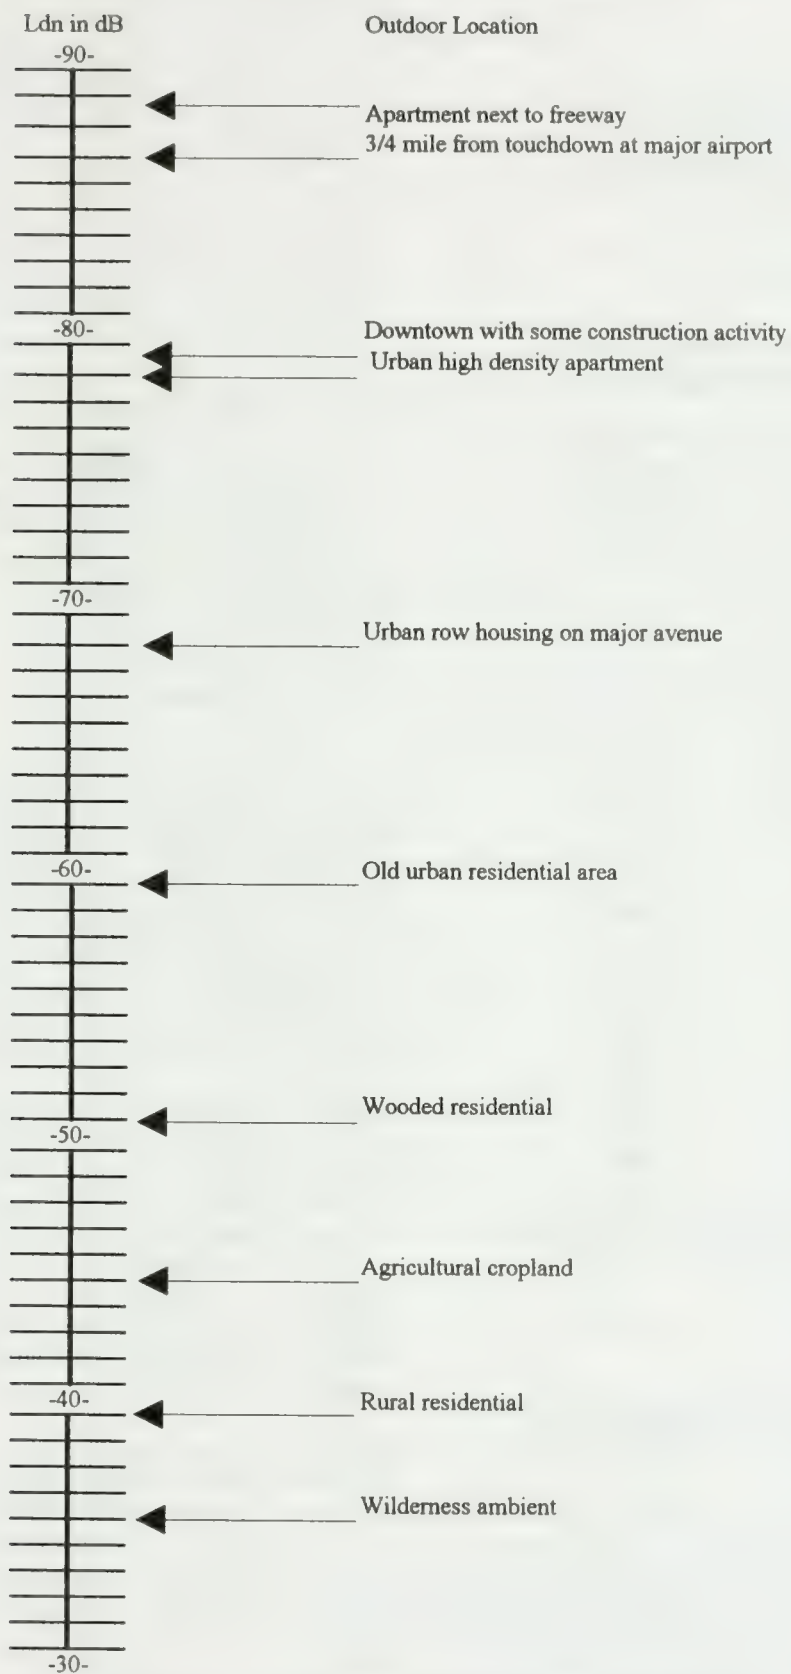 Ldn in dB Outdoor Location
-90-
Apartment next to freeway
3/4 mile from touchdown at major airport
-80- Downtown with some construction activity
Urban high density apartment
-70-
Urban row housing on major avenue
-60- Old urban residential area
Wooded residential
-50-
Agricultural cropland
-40- Rural residential
Wilderness ambient
-30-